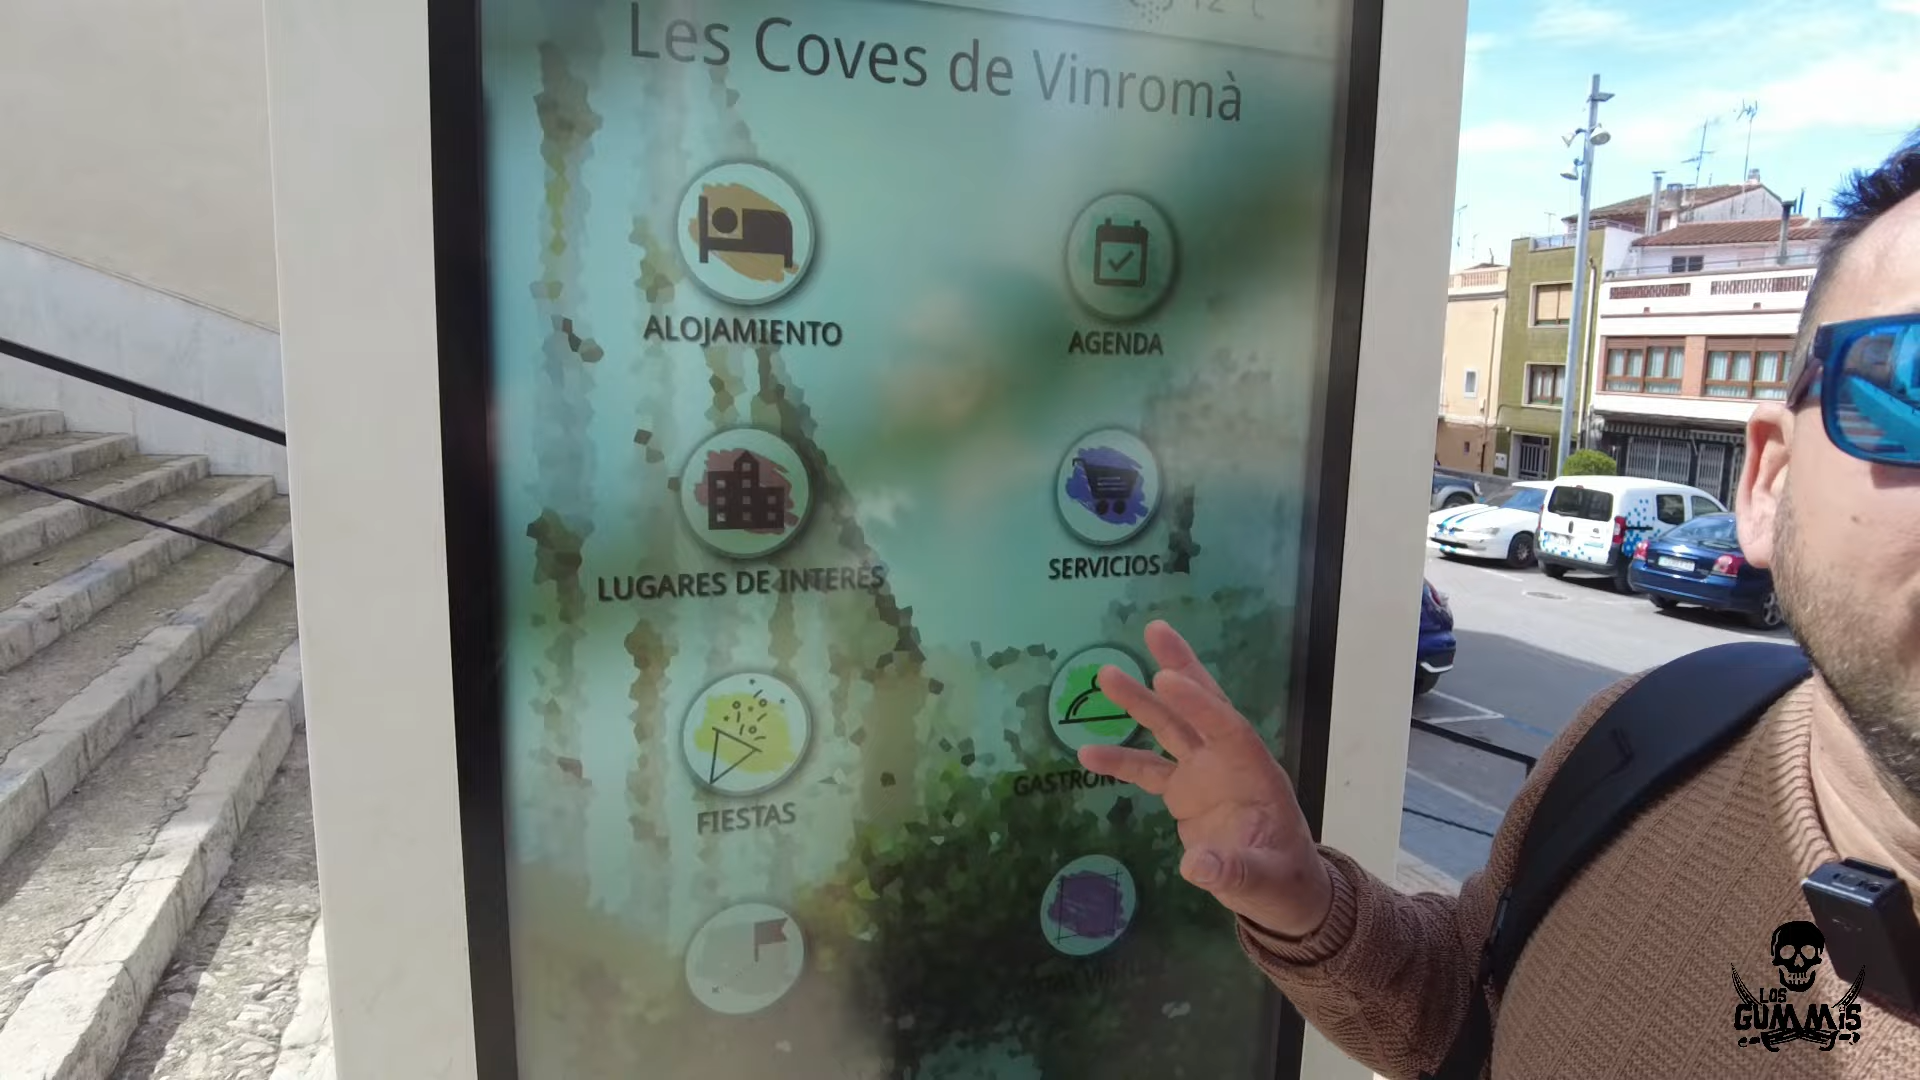 Les Coves de Vinromà
ALOJAMIENTO
AGENDA
LUGARES DE INTERÉS
SERVICIOS
FIESTAS
LOS
GUMMIS